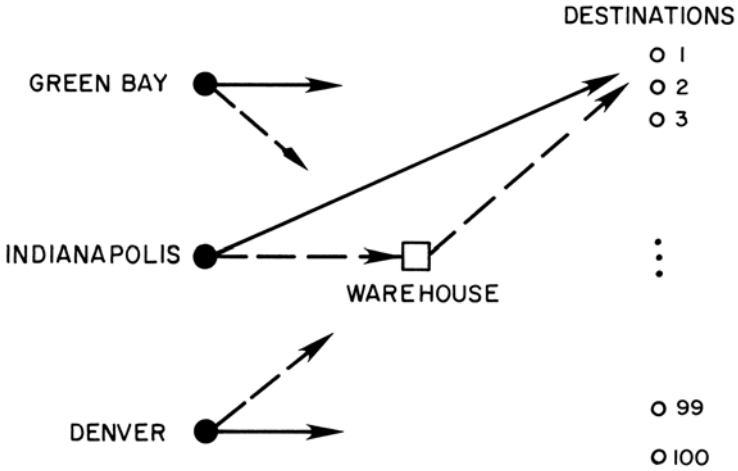 DESTINATIONS
1
GREEN BAY
2
3
INDIANAPOLIS
WAREHOUSE
99
DENVER
100